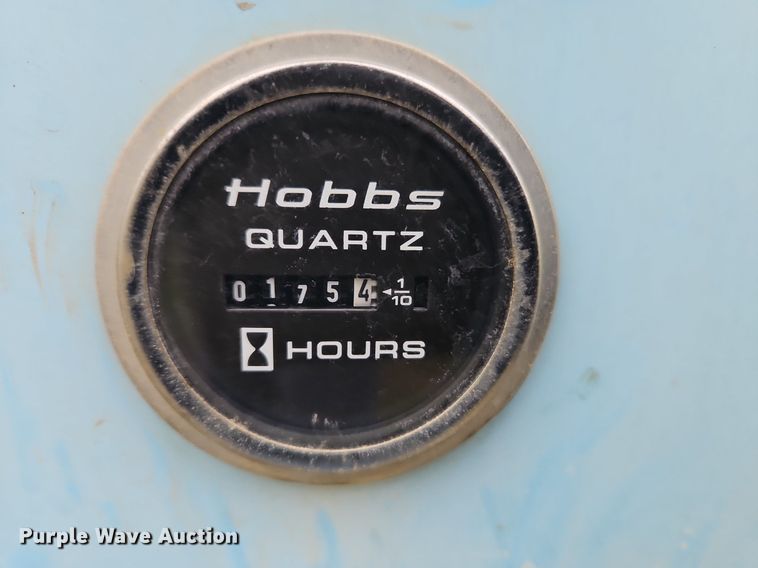 Hobbs
QUARTZ
0 1 7 5 4 1/10
HOURS
Purple Wave Auction